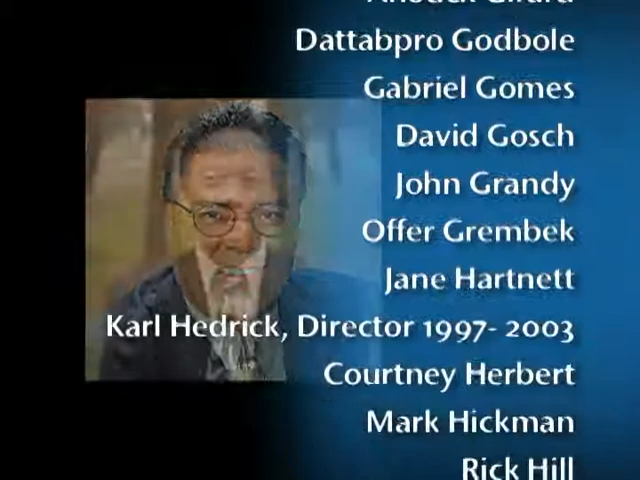 Dattabpro Godbole
Gabriel Gomes
David Gosch
John Grandy
Offer Grembek
Jane Hartnett
Karl Hedrick, Director 1997- 2003
Courtney Herbert
Mark Hickman
Rick Hill